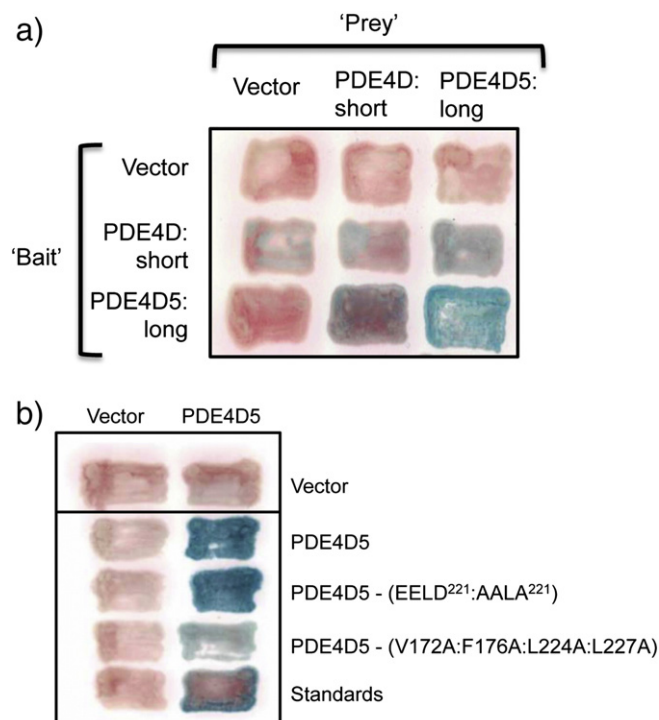 a)
‘Prey’
Vector
PDE4D:
short
PDE4D5:
long
Vector
‘Bait’
PDE4D:
short
PDE4D5:
long
b)
Vector PDE4D5
Vector
PDE4D5
PDE4D5 - (EELD²²¹:AALA²²¹)
PDE4D5 - (V172A:F176A:L224A:L227A)
Standards